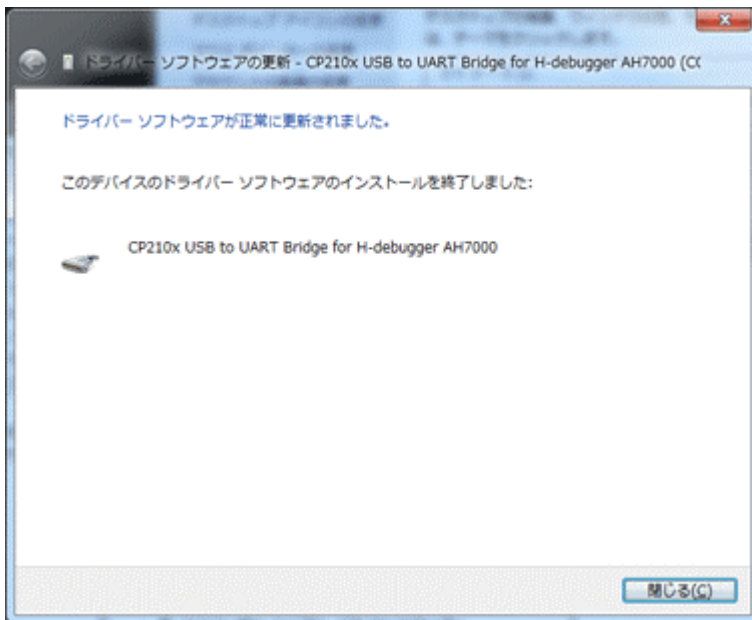 ドライバー ソフトウェアの更新 - CP210x USB to UART Bridge for H-debugger AH7000 (CC
ドライバー ソフトウェアが正常に更新されました。
このデバイスのドライバー ソフトウェアのインストールを終了しました:
CP210x USB to UART Bridge for H-debugger AH7000
閉じる(C)